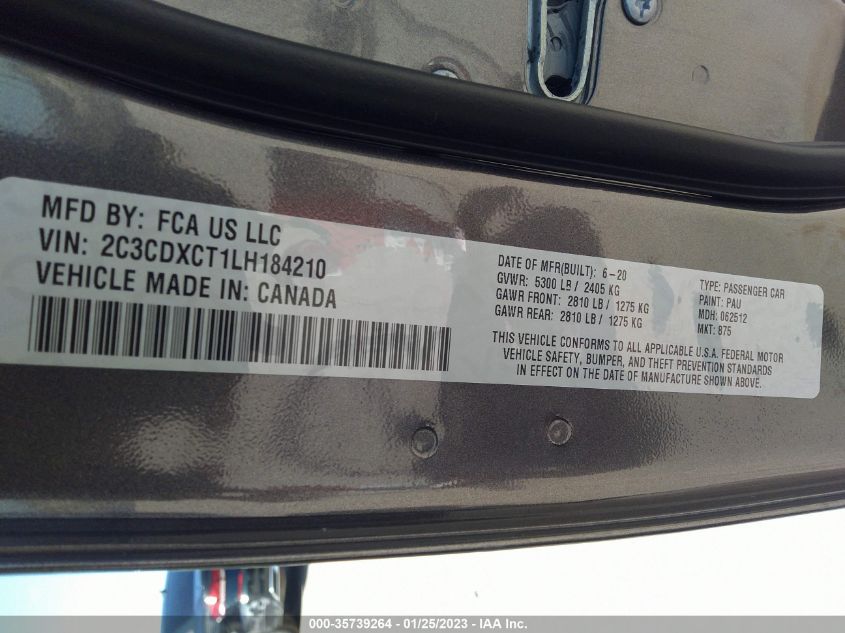 MFD BY: FCA US LLC
VIN: 2C3CDXCT1LH184210
VEHICLE MADE IN: CANADA
DATE OF MFR(BUILT): 6-20
GVWR: 5300 LB / 2405 KG
GAWR FRONT: 2810 LB / 1275 KG
GAWR REAR: 2810 LB / 1275 KG
TYPE: PASSENGER CAR
PAINT: PAU
MDH: 062512
MKT: 875
THIS VEHICLE CONFORMS TO ALL APPLICABLE U.S.A. FEDERAL MOTOR
VEHICLE SAFETY, BUMPER, AND THEFT PREVENTION STANDARDS
IN EFFECT ON THE DATE OF MANUFACTURE SHOWN ABOVE.
000-35739264 - 01/25/2023 - © IAA Inc.